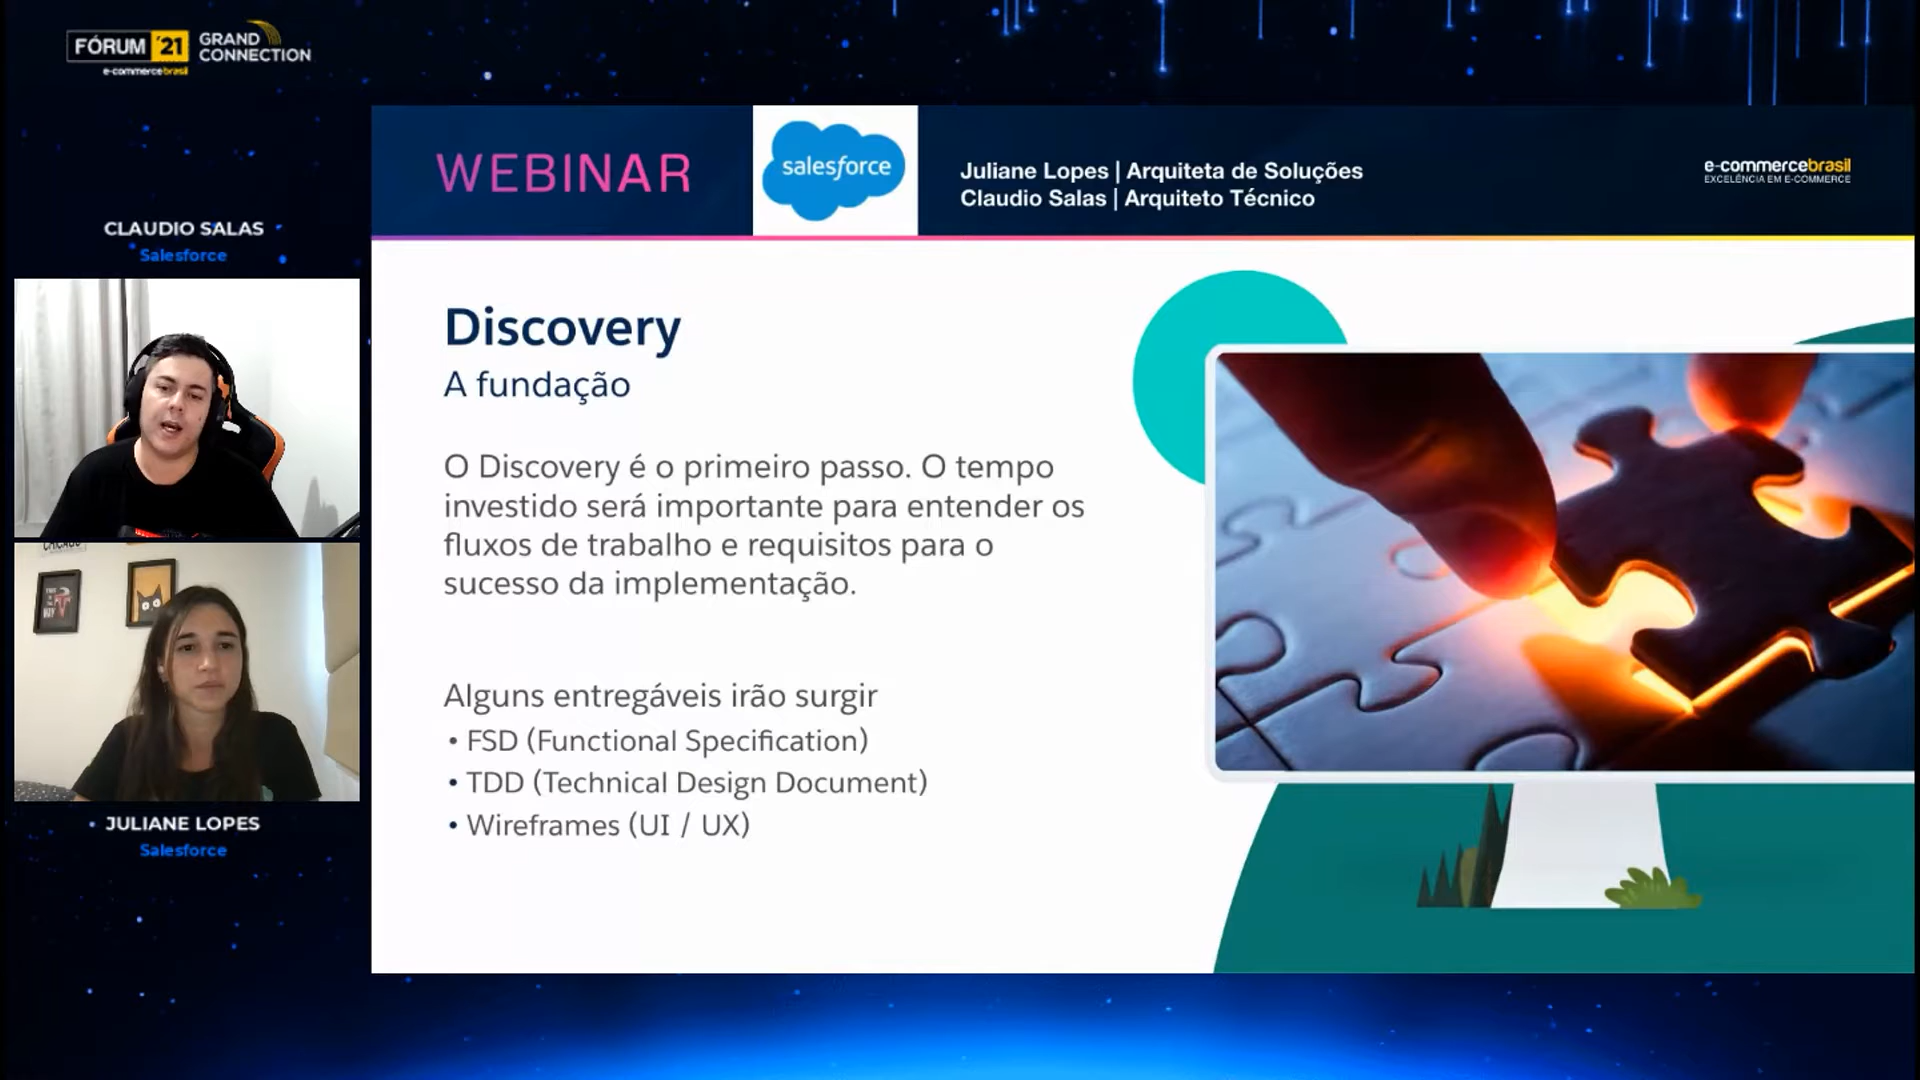 FÓRUM '21 GRAND CONNECTION
e-commercebrasil
WEBINAR
salesforce
Juliane Lopes | Arquiteta de Soluções
Claudio Salas | Arquiteto Técnico
e-commercebrasil
EXCELÊNCIA EM E-COMMERCE
CLAUDIO SALAS
Salesforce
JULIANE LOPES
Salesforce
Discovery
A fundação
O Discovery é o primeiro passo. O tempo
investido será importante para entender os
fluxos de trabalho e requisitos para o
sucesso da implementação.
Alguns entregáveis irão surgir
• FSD (Functional Specification)
• TDD (Technical Design Document)
• Wireframes (UI / UX)